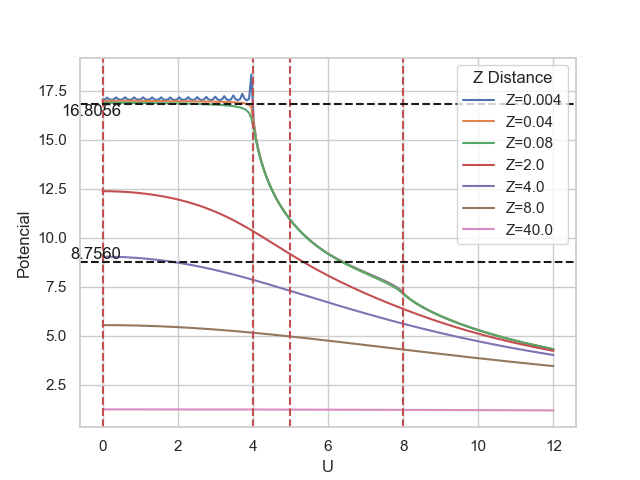 Z Distance
Z=0.004
Z=0.04
Z=0.08
Z=2.0
Z=4.0
Z=8.0
Z=40.0
17.5
16.8056
15.0
12.5
10.0
8.7560
7.5
5.0
2.5
Potencial
0 2 4 6 8 10 12
U